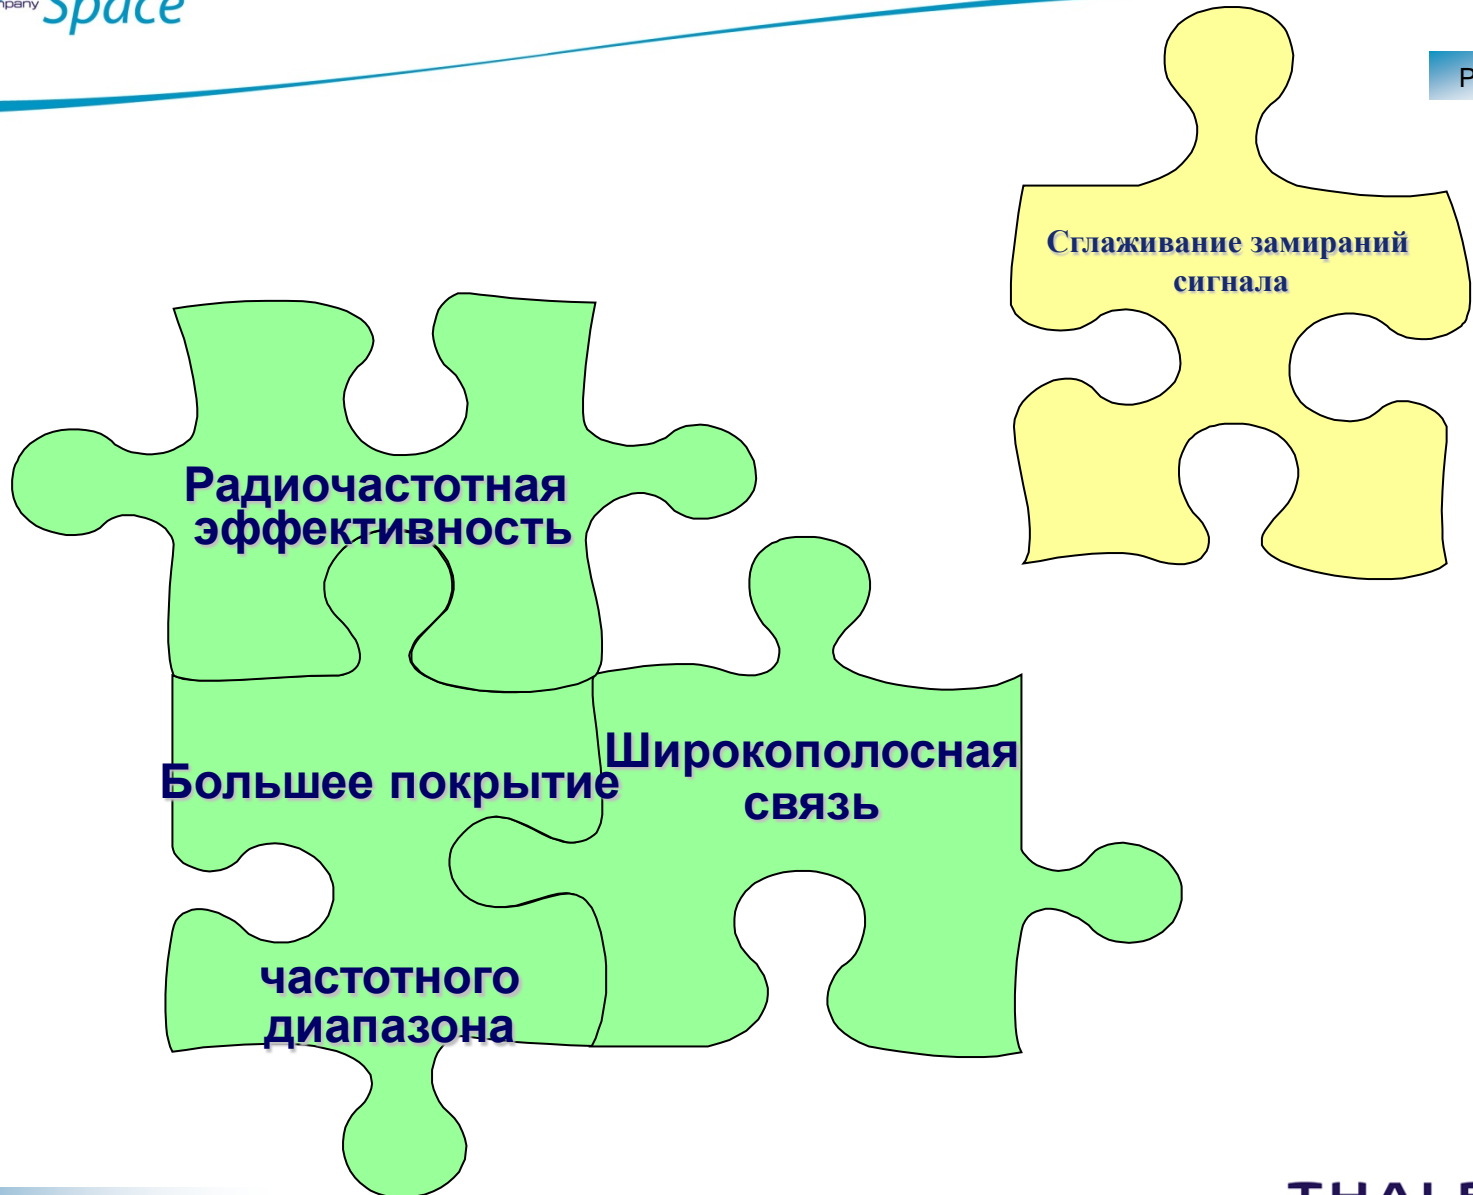 Space
Сглаживание замираний
сигнала
Радиочастотная
эффективность
Большее покрытие
Широкополосная
связь
частотного
диапазона